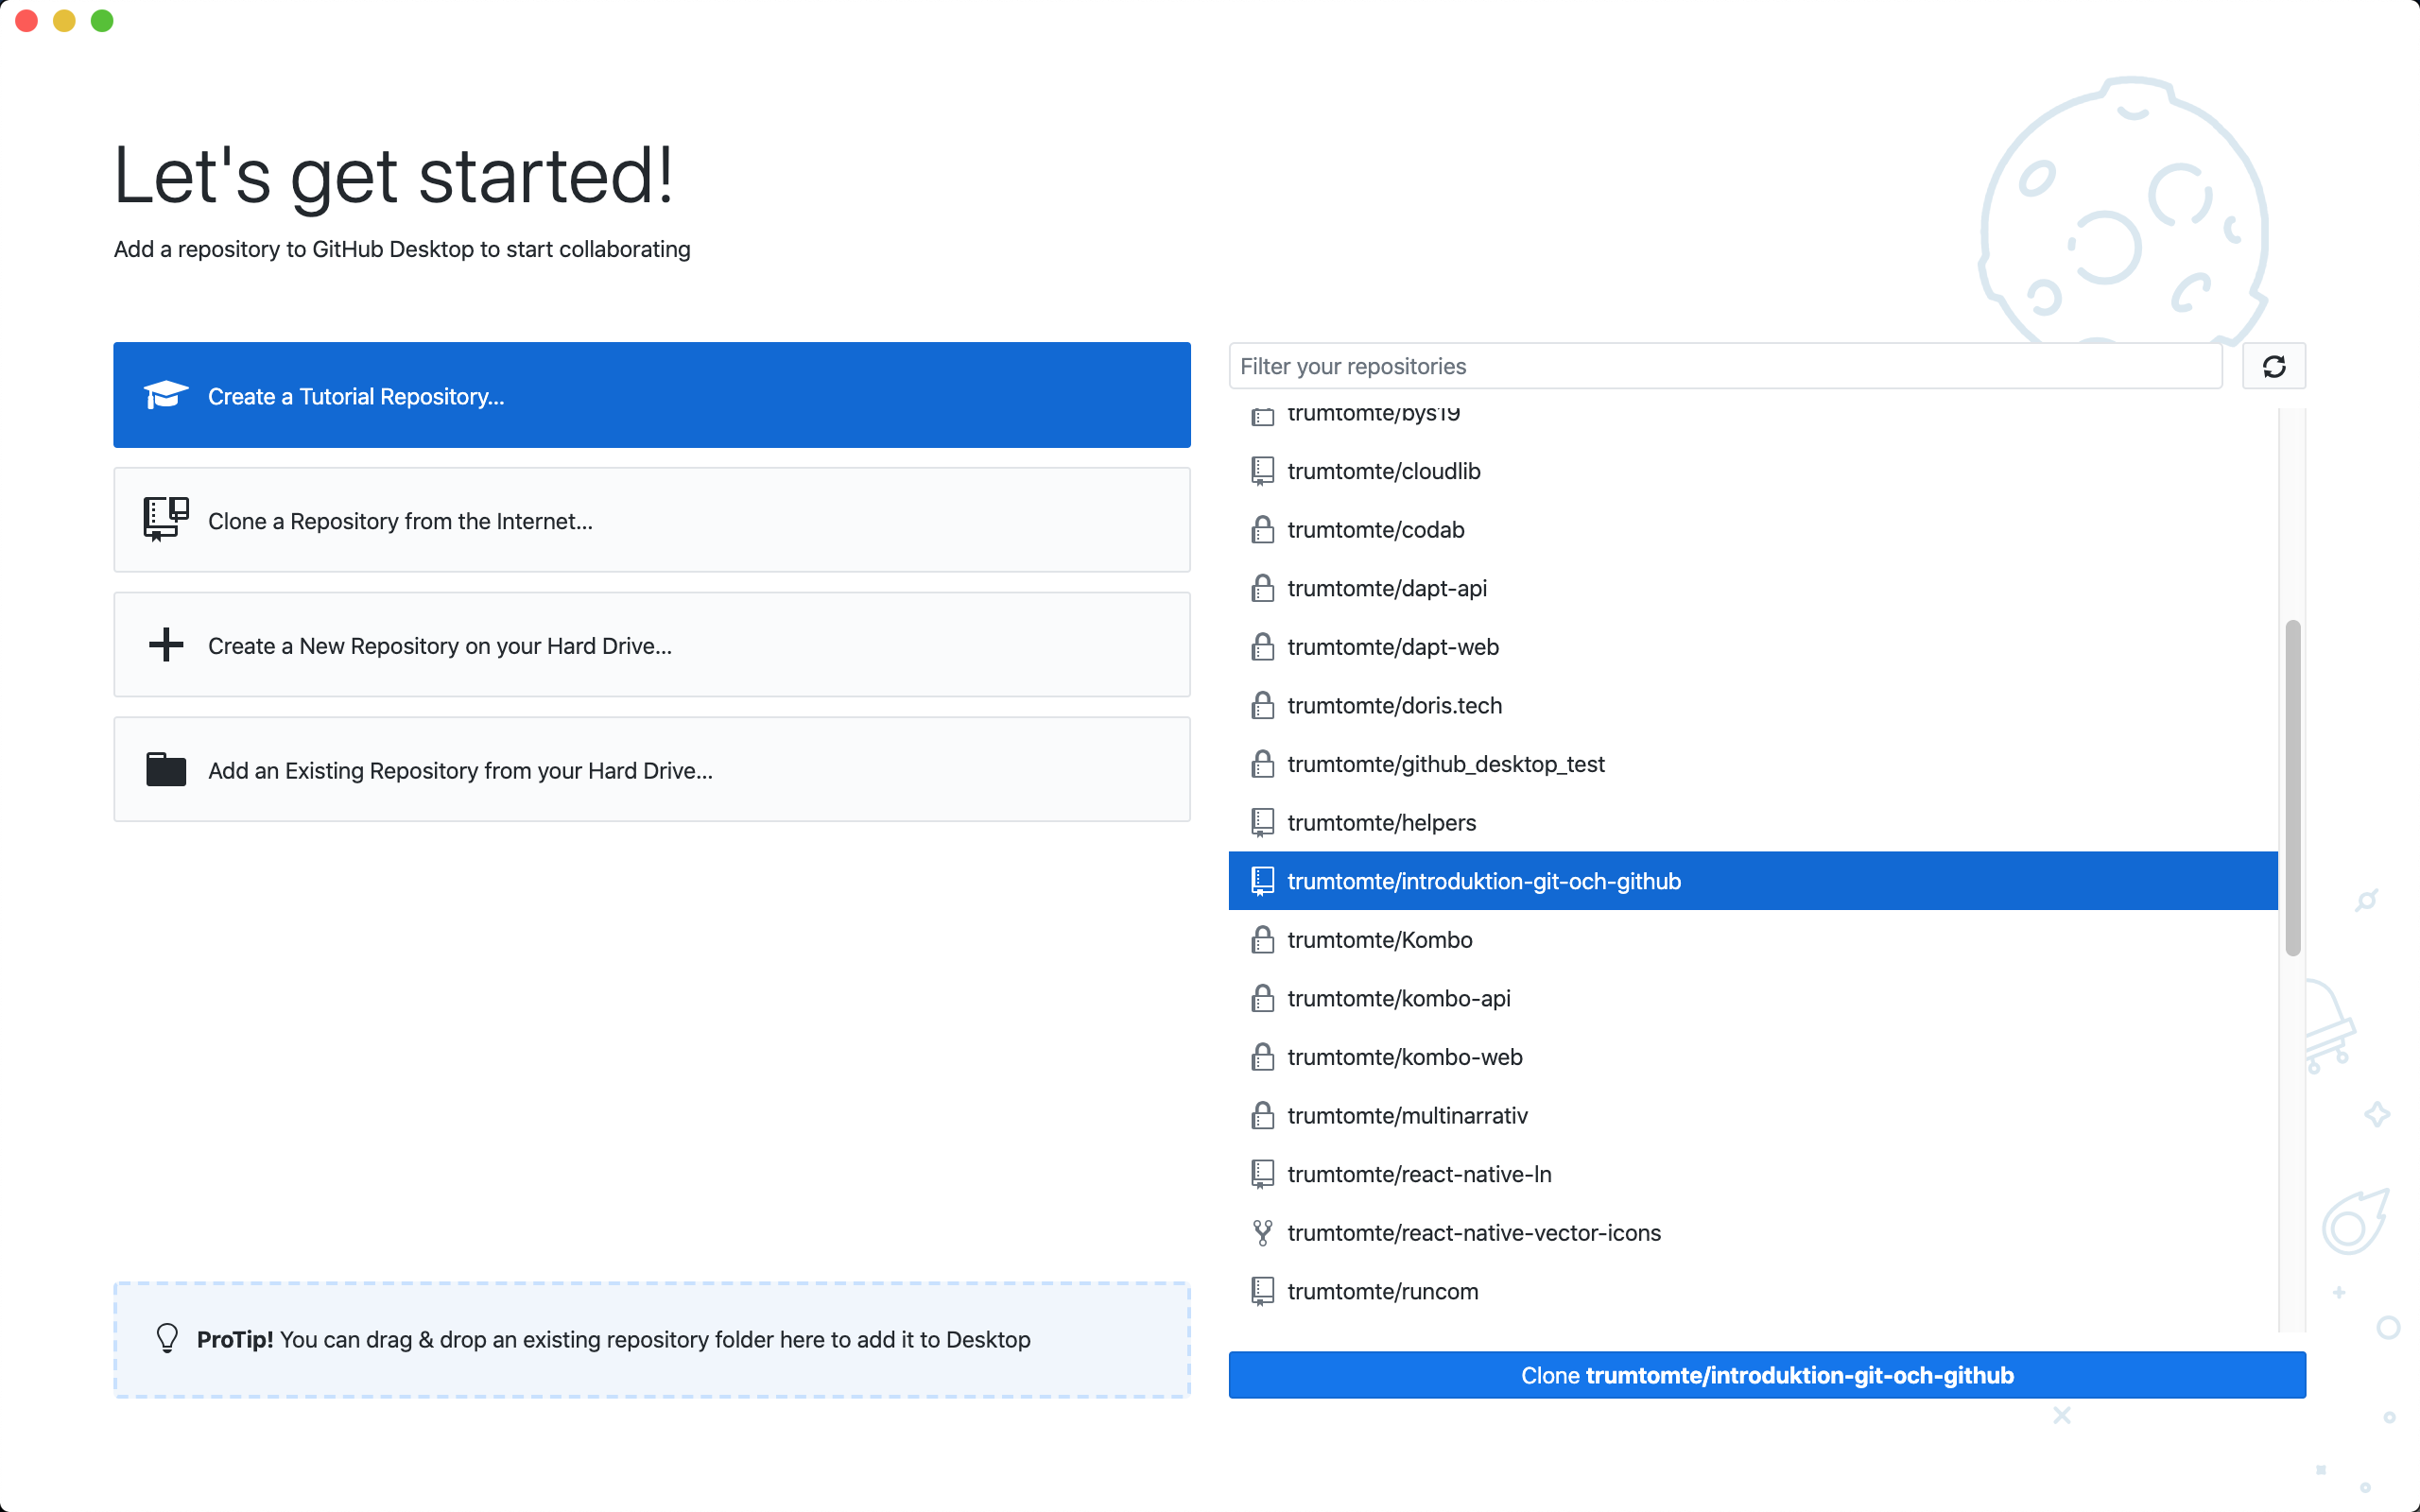 Let's get started!
Add a repository to GitHub Desktop to start collaborating
Create a Tutorial Repository...
Clone a Repository from the Internet...
Create a New Repository on your Hard Drive...
Add an Existing Repository from your Hard Drive...
ProTip! You can drag & drop an existing repository folder here to add it to Desktop
Filter your repositories
trumtomte/bys19
trumtomte/cloudlib
trumtomte/codab
trumtomte/dapt-api
trumtomte/dapt-web
trumtomte/doris.tech
trumtomte/github_desktop_test
trumtomte/helpers
trumtomte/introduktion-git-och-github
trumtomte/Kombo
trumtomte/kombo-api
trumtomte/kombo-web
trumtomte/multinarrativ
trumtomte/react-native-ln
trumtomte/react-native-vector-icons
trumtomte/runcom
Clone trumtomte/introduktion-git-och-github